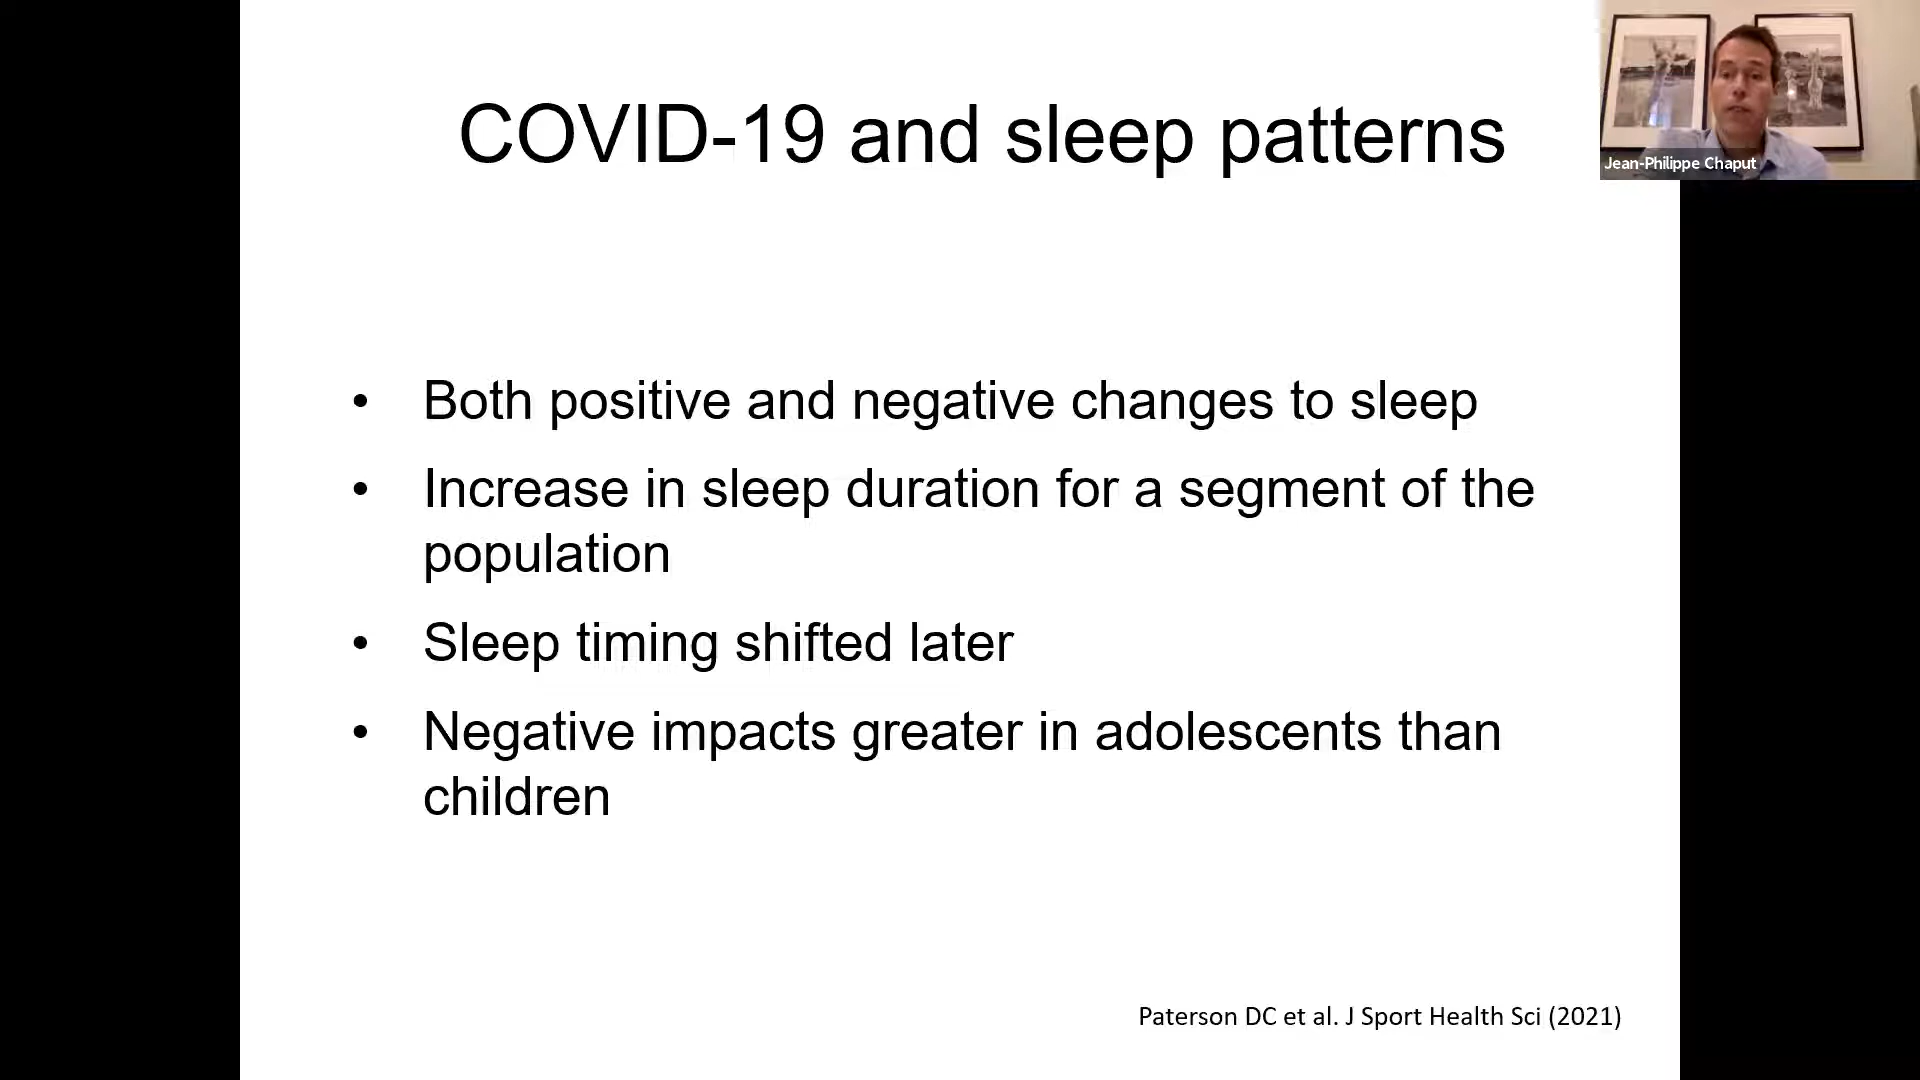 COVID-19 and sleep patterns
Jean-Philippe Chaput
• Both positive and negative changes to sleep
• Increase in sleep duration for a segment of the
population
• Sleep timing shifted later
• Negative impacts greater in adolescents than
children
Paterson DC et al. J Sport Health Sci (2021)